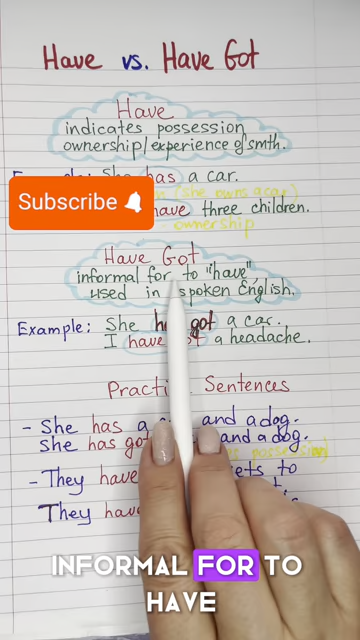 Have vs. Have Got
Have
indicates possession
ownership/experience of smth.
She has a car.
(she owns a car)
have three children.
- ownership
Subscribe
Have Got
informal for to "have"
used in spoken English.
Example: She got a car.
I have a headache.
Practice Sentences
- She has a and a dog.
She has got and a dog.
possession)
- They have to
They have
INFORMAL FOR TO
HAVE